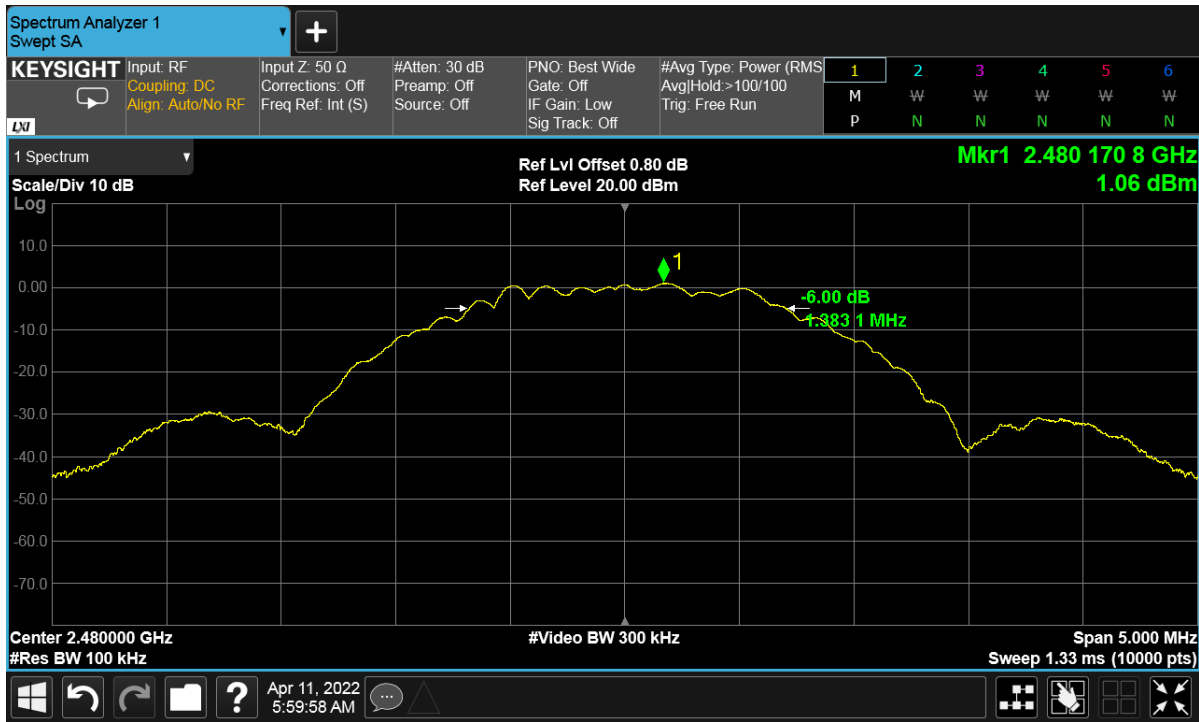 Spectrum Analyzer 1
Swept SA
+
KEYSIGHT
LXI
Input: RF
Coupling: DC
Align: Auto/No RF
Input Z: 50 Ω
Corrections: Off
Freq Ref: Int (S)
#Atten: 30 dB
Preamp: Off
Source: Off
PNO: Best Wide
Gate: Off
IF Gain: Low
Sig Track: Off
#Avg Type: Power (RMS
Avg|Hold:>100/100
Trig: Free Run
1 2 3 4 5 6
M W W W W W
P N N N N N
1 Spectrum
Scale/Div 10 dB
Log
Ref Lvl Offset 0.80 dB
Ref Level 20.00 dBm
Mkr1 2.480 170 8 GHz
1.06 dBm
10.0
0.00
-10.0
-20.0
-30.0
-40.0
-50.0
-60.0
-70.0
1
-6.00 dB
1.383 1 MHz
Center 2.480000 GHz
#Res BW 100 kHz
#Video BW 300 kHz
Span 5.000 MHz
Sweep 1.33 ms (10000 pts)
?
Apr 11, 2022
5:59:58 AM